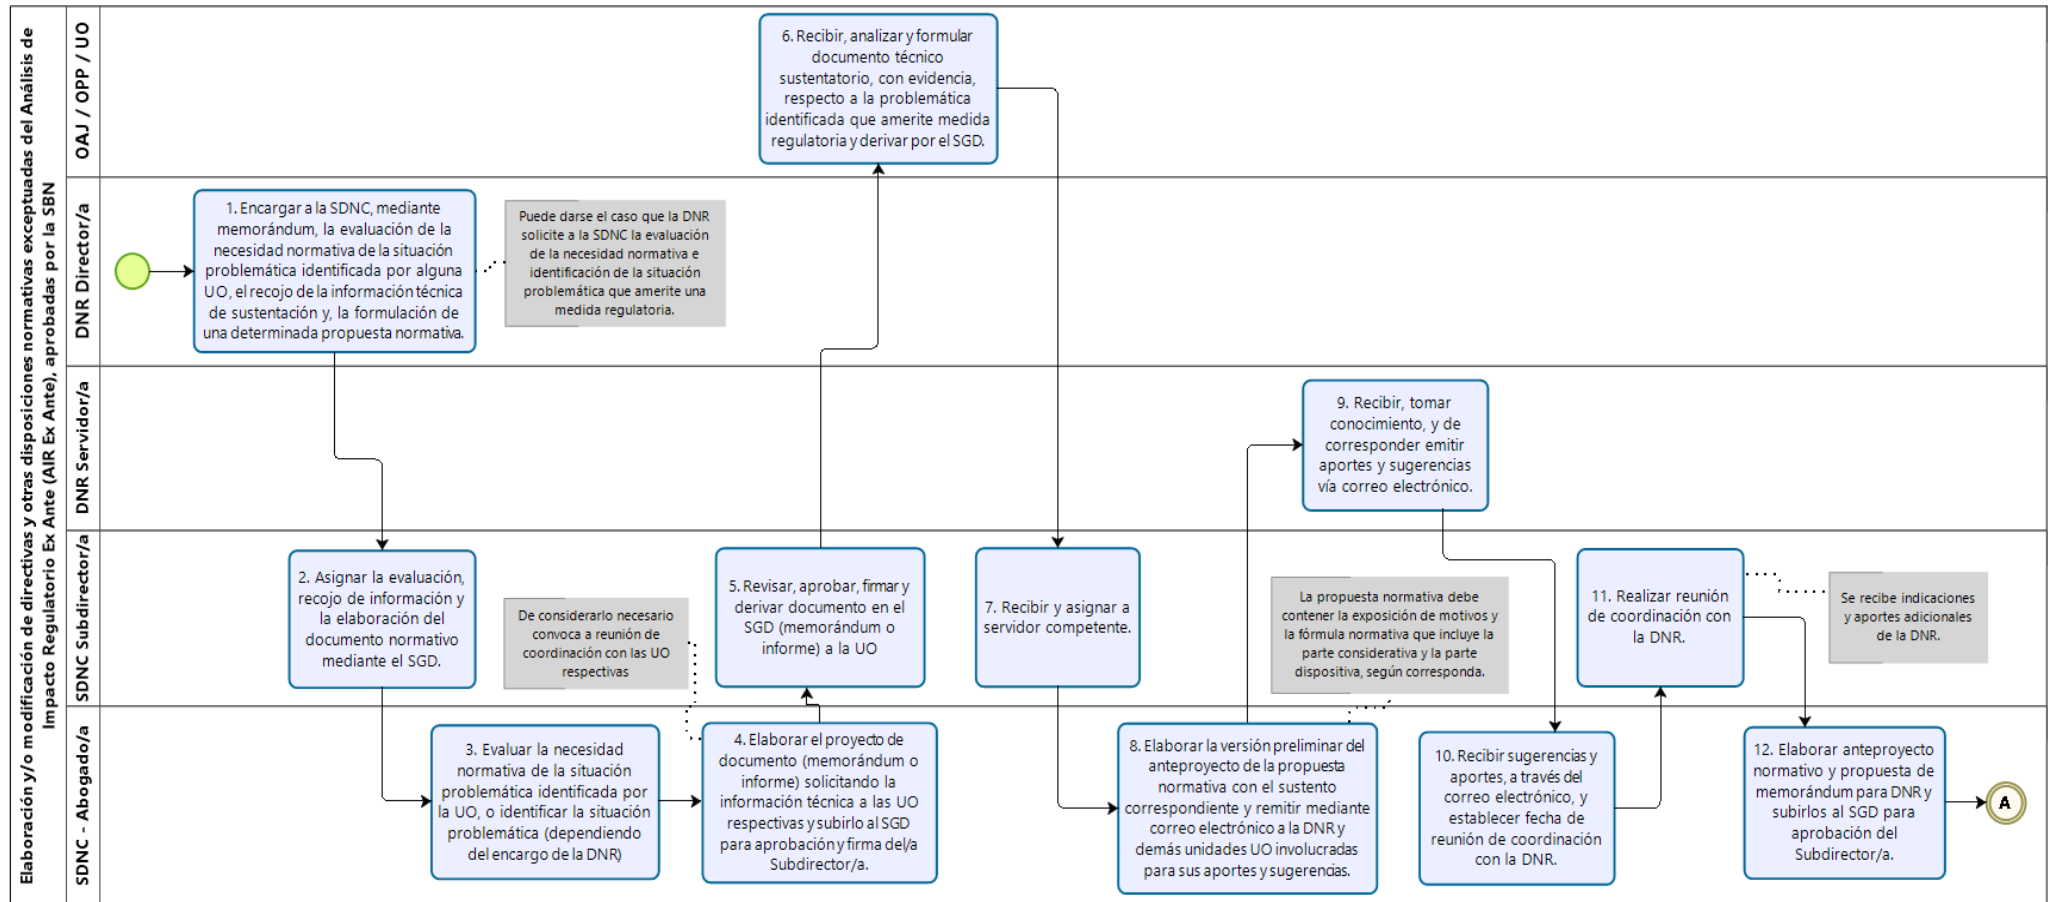 Elaboración y/o modificación de directivas y otras disposiciones normativas exceptuadas del Análisis de
Impacto Regulatorio Ex Ante (AIR Ex Ante), aprobadas por la SBN
OAJ / OPP / UO
6. Recibir, analizar y formular
documento técnico
sustentatorio, con evidencia,
respecto a la problemática
identificada que amerite medida
regulatoria y derivar por el SGD.
DNR Director/a
1. Encargar a la SDNC, mediante
memorándum, la evaluación de la
necesidad normativa de la situación
problemática identificada por alguna
UO, el recojo de la información técnica
de sustentación y, la formulación de
una determinada propuesta normativa.
Puede darse el caso que la DNR
solicite a la SDNC la evaluación
de la necesidad normativa e
identificación de la situación
problemática que amerite una
medida regulatoria.
DNR Servidor/a
9. Recibir, tomar
conocimiento, y de
corresponder emitir
aportes y sugerencias
vía correo electrónico.
SDNC Subdirector/a
2. Asignar la evaluación,
recojo de información y
la elaboración del
documento normativo
mediante el SGD.
De considerarlo necesario
convoca a reunión de
coordinación con las UO
respectivas
5. Revisar, aprobar, firmar y
derivar documento en el
SGD (memorándum o
informe) a la UO
7. Recibir y asignar a
servidor competente.
La propuesta normativa debe
contener la exposición de motivos y
la fórmula normativa que incluye la
parte considerativa y la parte
dispositiva, según corresponda.
11. Realizar reunión
de coordinación con
la DNR.
Se recibe indicaciones
y aportes adicionales
de la DNR.
SDNC - Abogado/a
3. Evaluar la necesidad
normativa de la situación
problemática identificada por
la UO, o identificar la situación
problemática (dependiendo
del encargo de la DNR)
4. Elaborar el proyecto de
documento (memorándum o
informe) solicitando la
información técnica a las UO
respectivas y subirlo al SGD
para aprobación y firma del/a
Subdirector/a.
8. Elaborar la versión preliminar del
anteproyecto de la propuesta
normativa con el sustento
correspondiente y remitir mediante
correo electrónico a la DNR y
demás unidades UO involucradas
para sus aportes y sugerencias.
10. Recibir sugerencias y
aportes, a través del
correo electrónico, y
establecer fecha de
reunión de coordinación
con la DNR.
12. Elaborar anteproyecto
normativo y propuesta de
memorándum para DNR y
subirlos al SGD para
aprobación del
Subdirector/a.
A